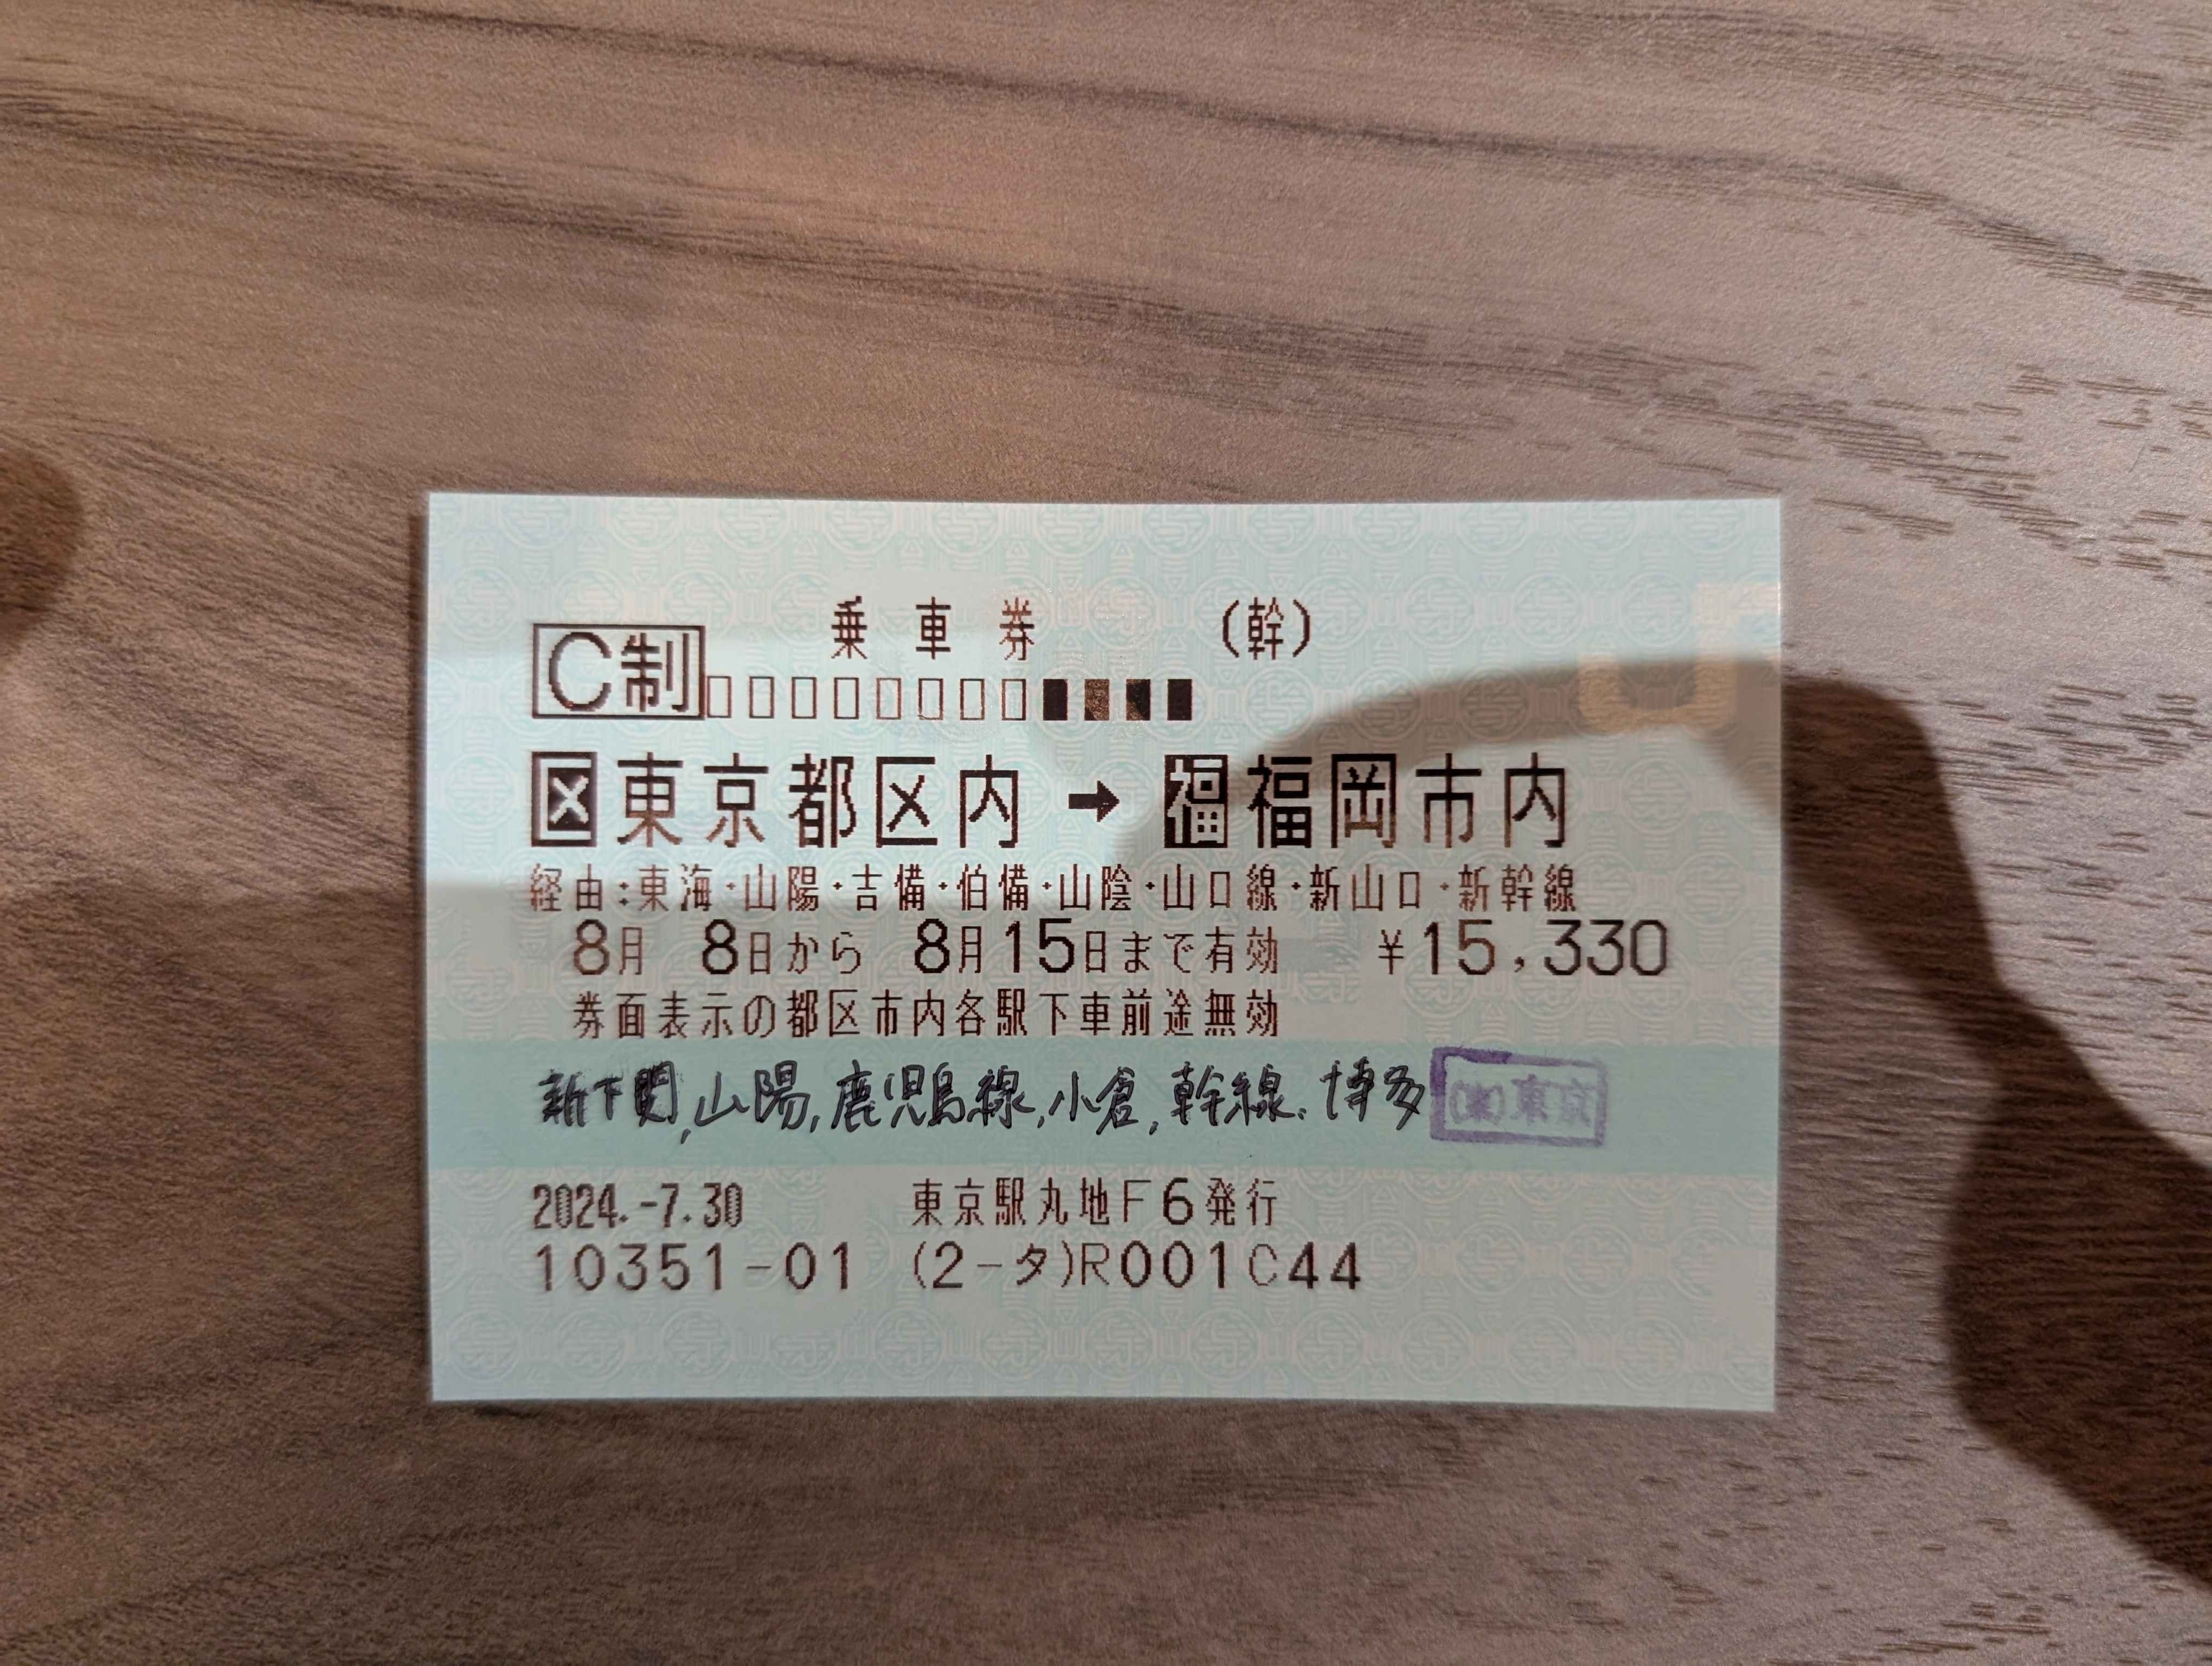 乗車券 (幹)
C制
区東京都区内→福福岡市内
経由:東海・山陽・吉備・伯備・山陰・山口線・新山口・新幹線
8月 8日から 8月15日まで有効 ¥15,330
券面表示の都区市内各駅下車前途無効
新下関,山陽,鹿児島線,小倉,幹線.博多 (東)東京
2024.-7.30 東京駅丸地F6発行
10351-01 (2-タ)R001C44